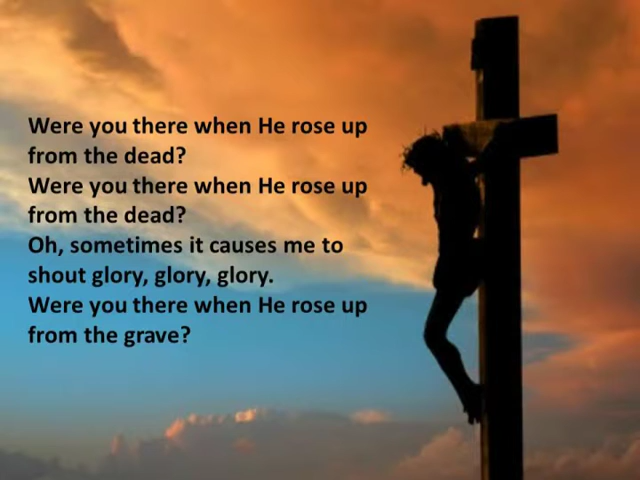 Were you there when He rose up
from the dead?
Were you there when He rose up
from the dead?
Oh, sometimes it causes me to
shout glory, glory, glory.
Were you there when He rose up
from the grave?